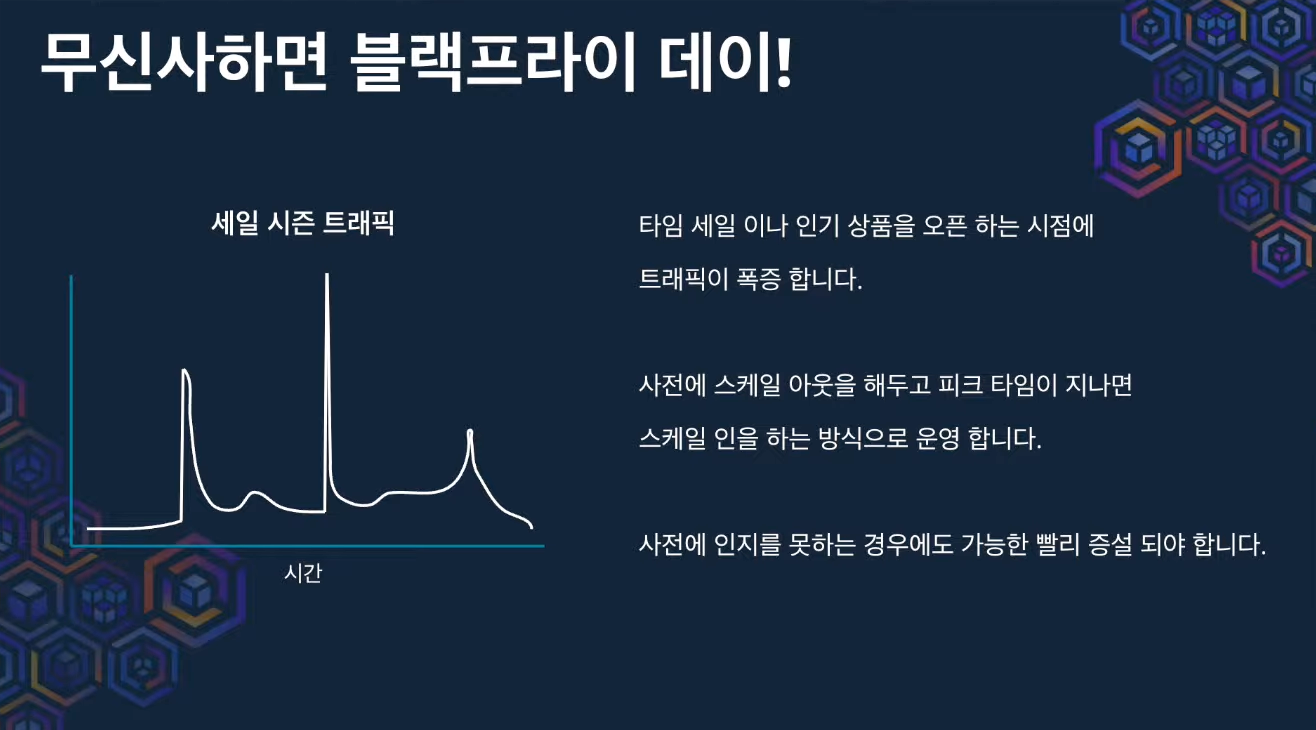 무신사하면 블랙프라이 데이!
세일 시즌 트래픽
시간
타임 세일 이나 인기 상품을 오픈 하는 시점에
트래픽이 폭증 합니다.
사전에 스케일 아웃을 해두고 피크 타임이 지나면
스케일 인을 하는 방식으로 운영 합니다.
사전에 인지를 못하는 경우에도 가능한 빨리 증설 되야 합니다.